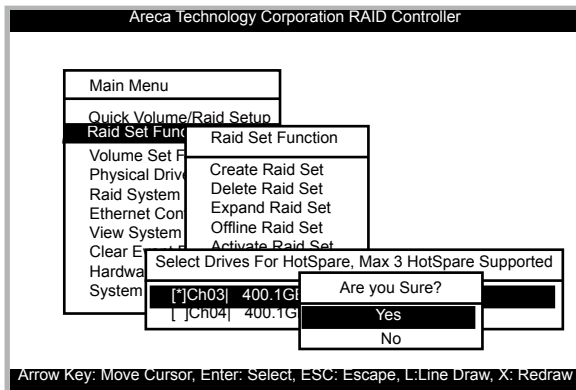 Areca Technology Corporation RAID Controller
Main Menu
Quick Volume/Raid Setup
Raid Set Func
Volume Set F
Physical Drive
Raid System
Ethernet Con
View System
Clear Ev
Hardwa
System
Raid Set Function
Create Raid Set
Delete Raid Set
Expand Raid Set
Offline Raid Set
Activate Raid Set
Select Drives For HotSpare, Max 3 HotSpare Supported
[*]Ch03| 400.1GB
[ ]Ch04| 400.1G
Are you Sure?
Yes
No
Arrow Key: Move Cursor, Enter: Select, ESC: Escape, L:Line Draw, X: Redraw